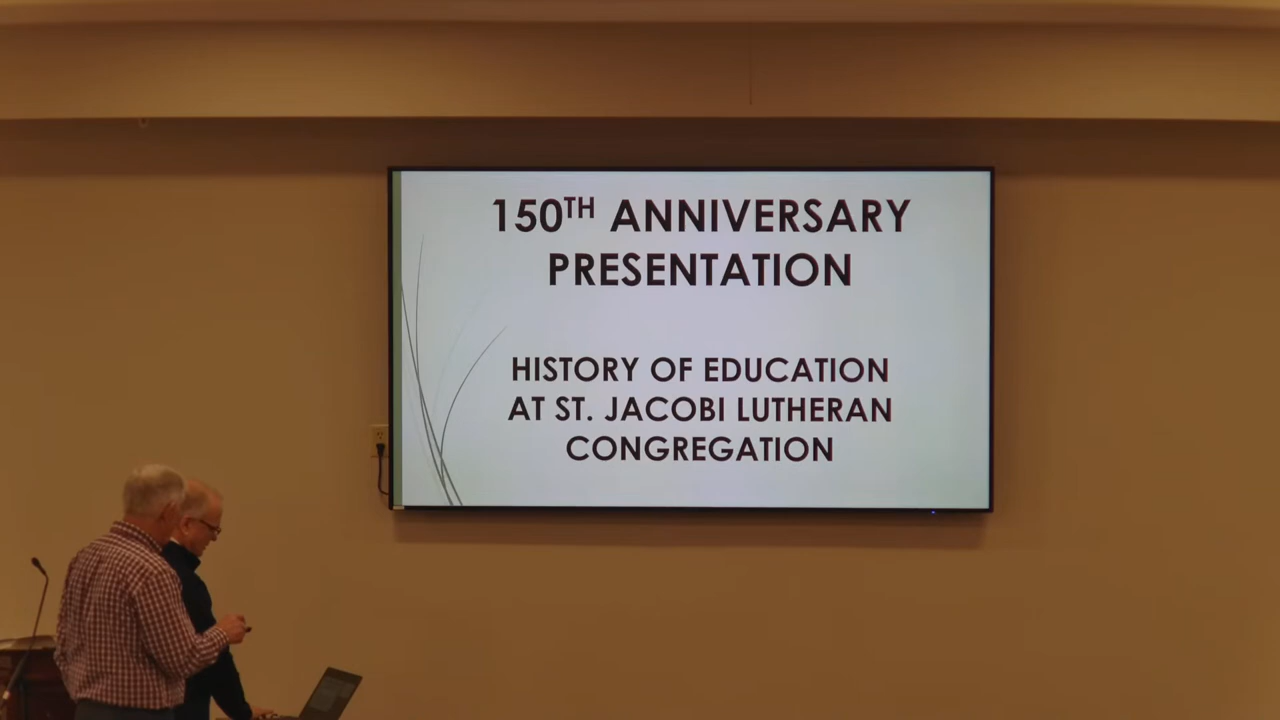 150TH ANNIVERSARY
PRESENTATION
HISTORY OF EDUCATION
AT ST. JACOBI LUTHERAN
CONGREGATION